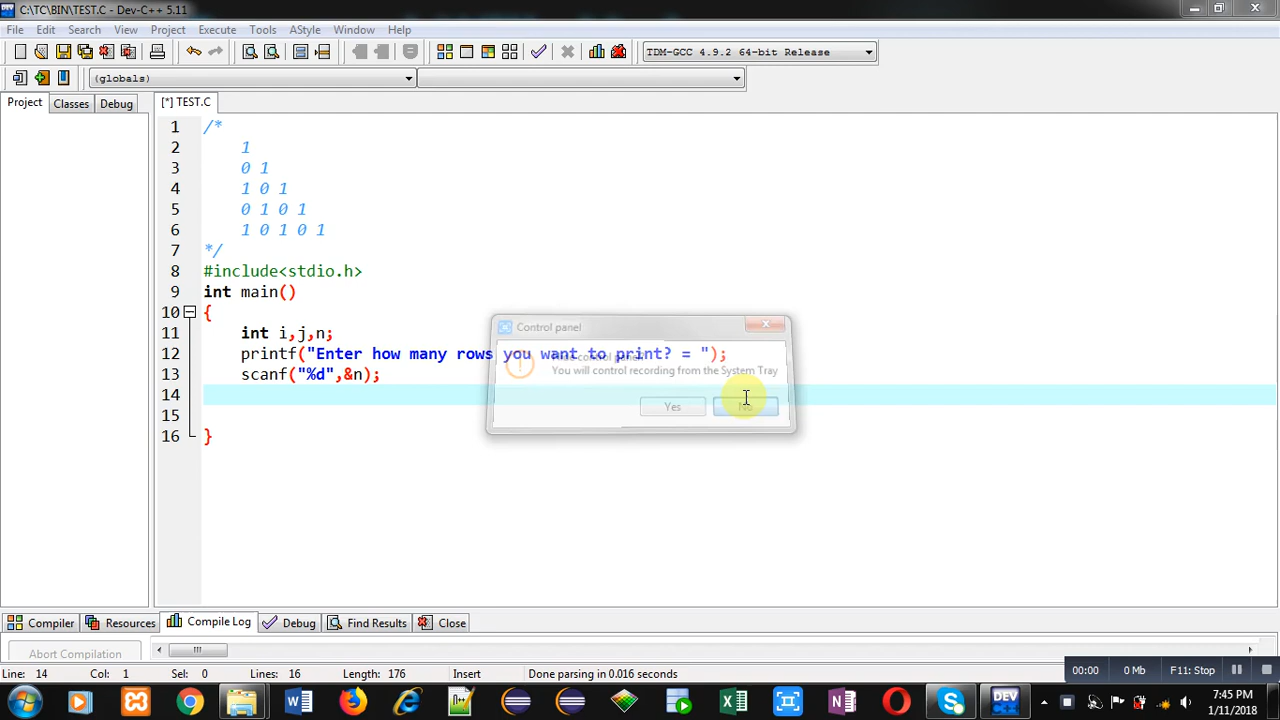 C:\TC\BIN\TEST.C - Dev-C++ 5.11
File Edit Search View Project Execute Tools AStyle Window Help
TDM-GCC 4.9.2 64-bit Release
(globals)
Project Classes Debug [*] TEST.C
1 /*
2 1
3 0 1
4 1 0 1
5 0 1 0 1
6 1 0 1 0 1
7 */
8 #include<stdio.h>
9 int main()
10 {
11 int i,j,n;
12 printf("Enter how many rows you want to print? = ");
13 scanf("%d",&n);
14
15
16 }
Control panel
You will control recording from the System Tray
Yes No
Compiler Resources Compile Log Debug Find Results Close
Abort Compilation
Line: 14 Col: 1 Sel: 0 Lines: 16 Length: 176 Insert Done parsing in 0.016 seconds
00:00 0 Mb F11: Stop
7:45 PM
1/11/2018